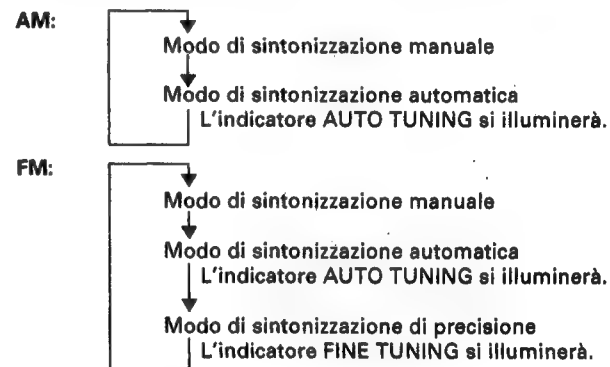 AM:
Modo di sintonizzazione manuale
Modo di sintonizzazione automatica
L'indicatore AUTO TUNING si illuminerà.
FM:
Modo di sintonizzazione manuale
Modo di sintonizzazione automatica
L'indicatore AUTO TUNING si illuminerà.
Modo di sintonizzazione di precisione
L'indicatore FINE TUNING si illuminerà.